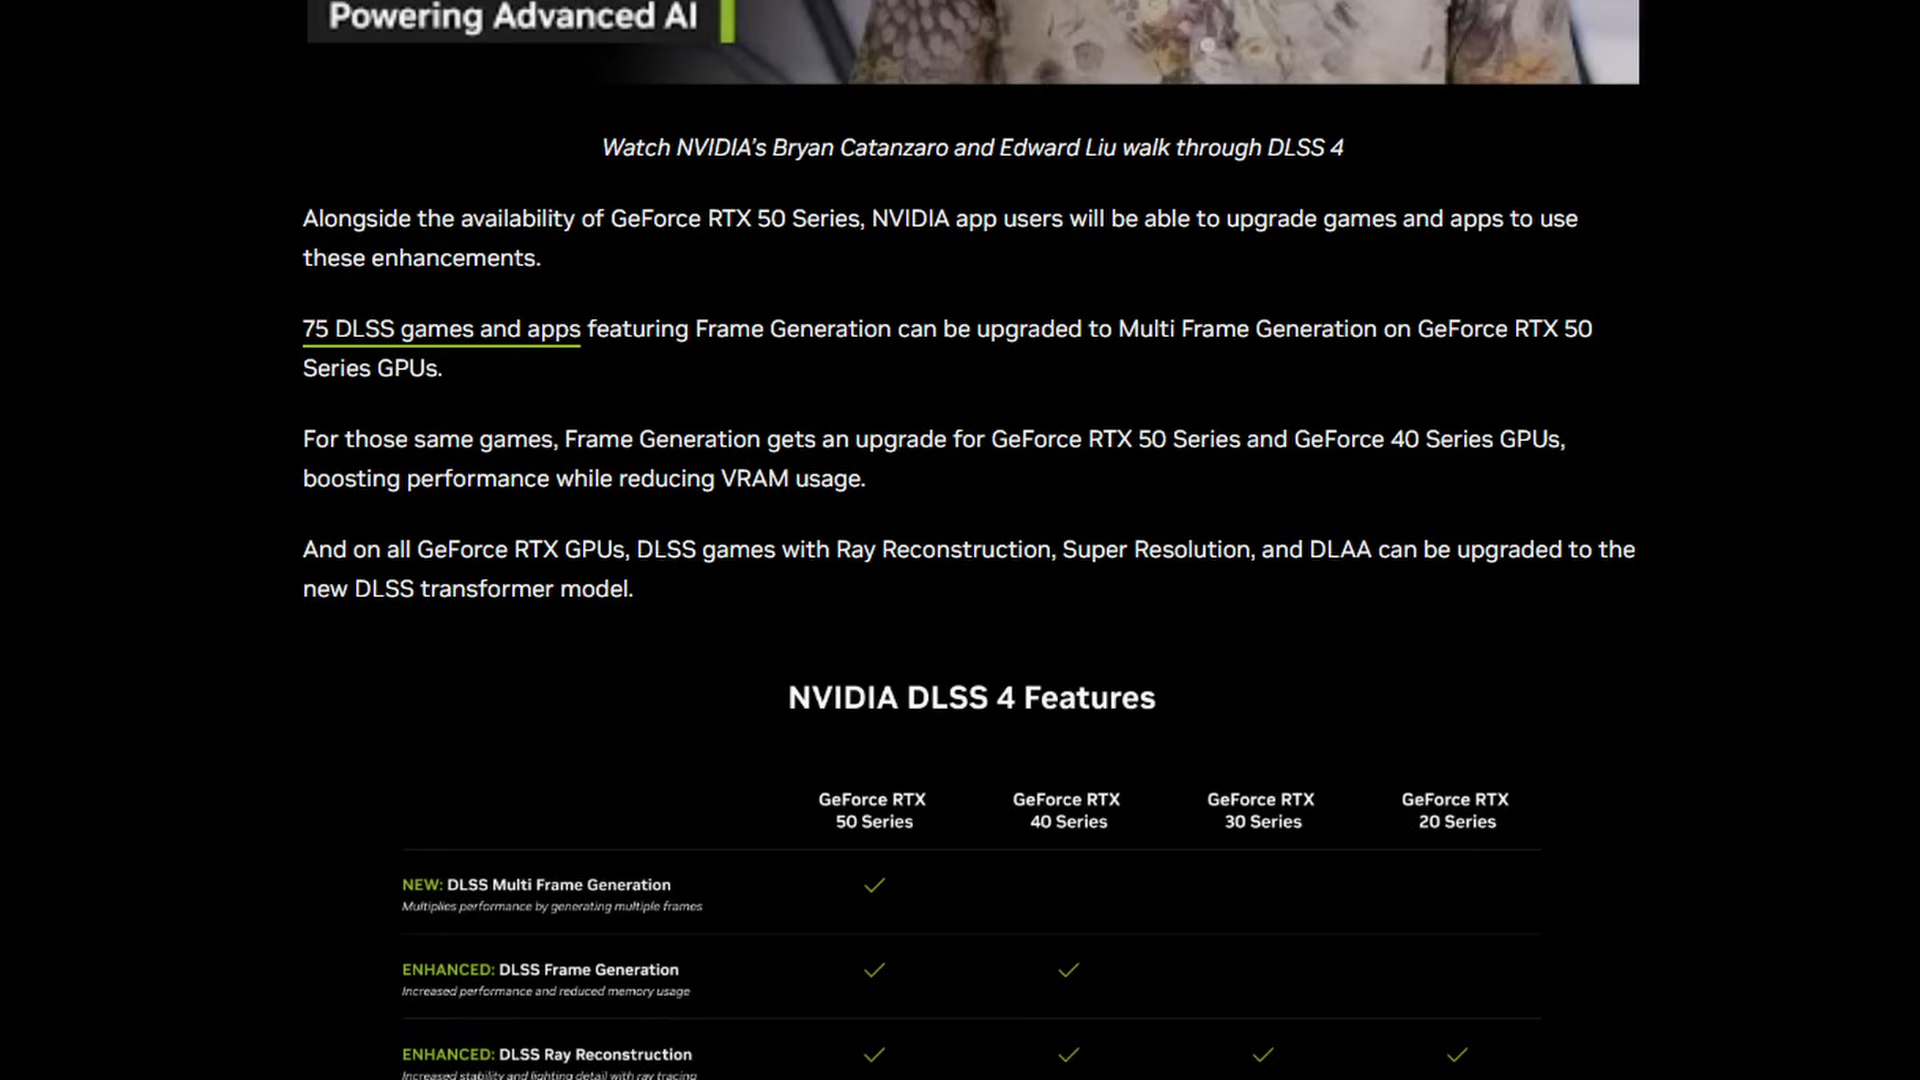 Powering Advanced AI
Watch NVIDIA's Bryan Catanzaro and Edward Liu walk through DLSS 4
Alongside the availability of GeForce RTX 50 Series, NVIDIA app users will be able to upgrade games and apps to use
these enhancements.
75 DLSS games and apps featuring Frame Generation can be upgraded to Multi Frame Generation on GeForce RTX 50
Series GPUs.
For those same games, Frame Generation gets an upgrade for GeForce RTX 50 Series and GeForce 40 Series GPUs,
boosting performance while reducing VRAM usage.
And on all GeForce RTX GPUs, DLSS games with Ray Reconstruction, Super Resolution, and DLAA can be upgraded to the
new DLSS transformer model.
NVIDIA DLSS 4 Features
GeForce RTX GeForce RTX GeForce RTX GeForce RTX
50 Series 40 Series 30 Series 20 Series
NEW: DLSS Multi Frame Generation
Multiplies performance by generating multiple frames
ENHANCED: DLSS Frame Generation
Increased performance and reduced memory usage
ENHANCED: DLSS Ray Reconstruction
Increased stability and lighting detail with ray tracing